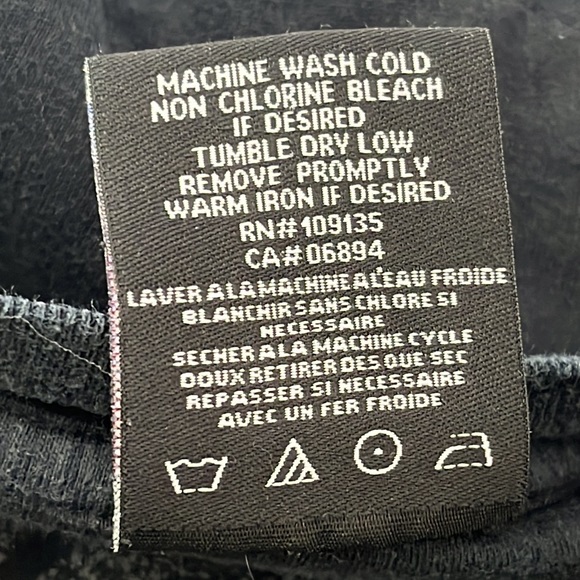 MACHINE WASH COLD
NON CHLORINE BLEACH
IF DESIRED
TUMBLE DRY LOW
REMOVE PROMPTLY
WARM IRON IF DESIRED
RN#109135
CA#06894
LAVER A LA MACHINE A L'EAU FROIDE
BLANCHIR SANS CHLORE SI
NECESSAIRE
SECHER A LA MACHINE CYCLE
DOUX RETIRER DES QUE SEC
REPASSER SI NECESSAIRE
AVEC UN FER FROIDE